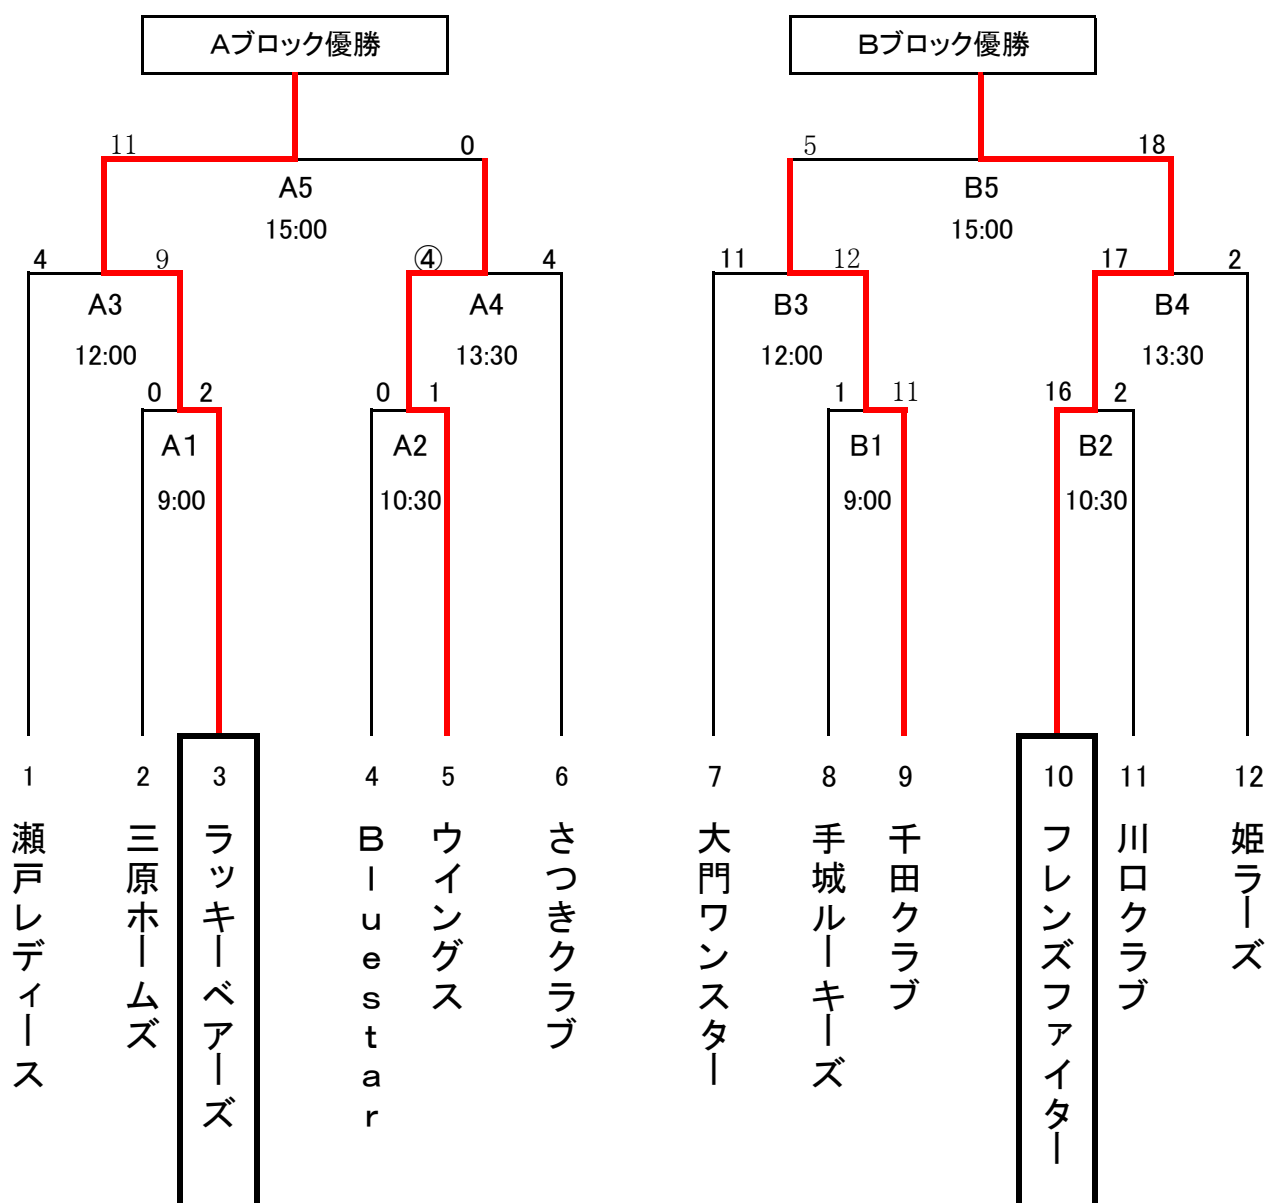 Aブロック優勝
Bブロック優勝
11
0
5
18
A5
B5
15:00
15:00
4
9
④
4
11
12
17
2
A3
A4
B3
B4
12:00
13:30
12:00
13:30
0
2
0
1
1
11
16
2
A1
A2
B1
B2
9:00
10:30
9:00
10:30
1
2
3
4
5
6
7
8
9
10
11
12
瀬戸レディース
三原ホームズ
ラッキーベアーズ
Bluestar
ウイングス
さつきクラブ
大門ワンスター
手城ルーキーズ
千田クラブ
フレンズファイター
川口クラブ
姫ラーズ